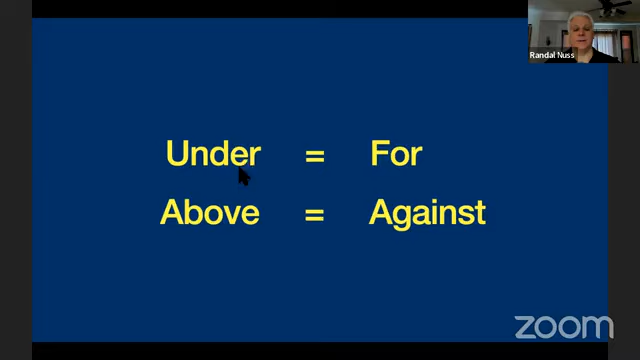 Randal Nuss
Under = For
Above = Against
zoom